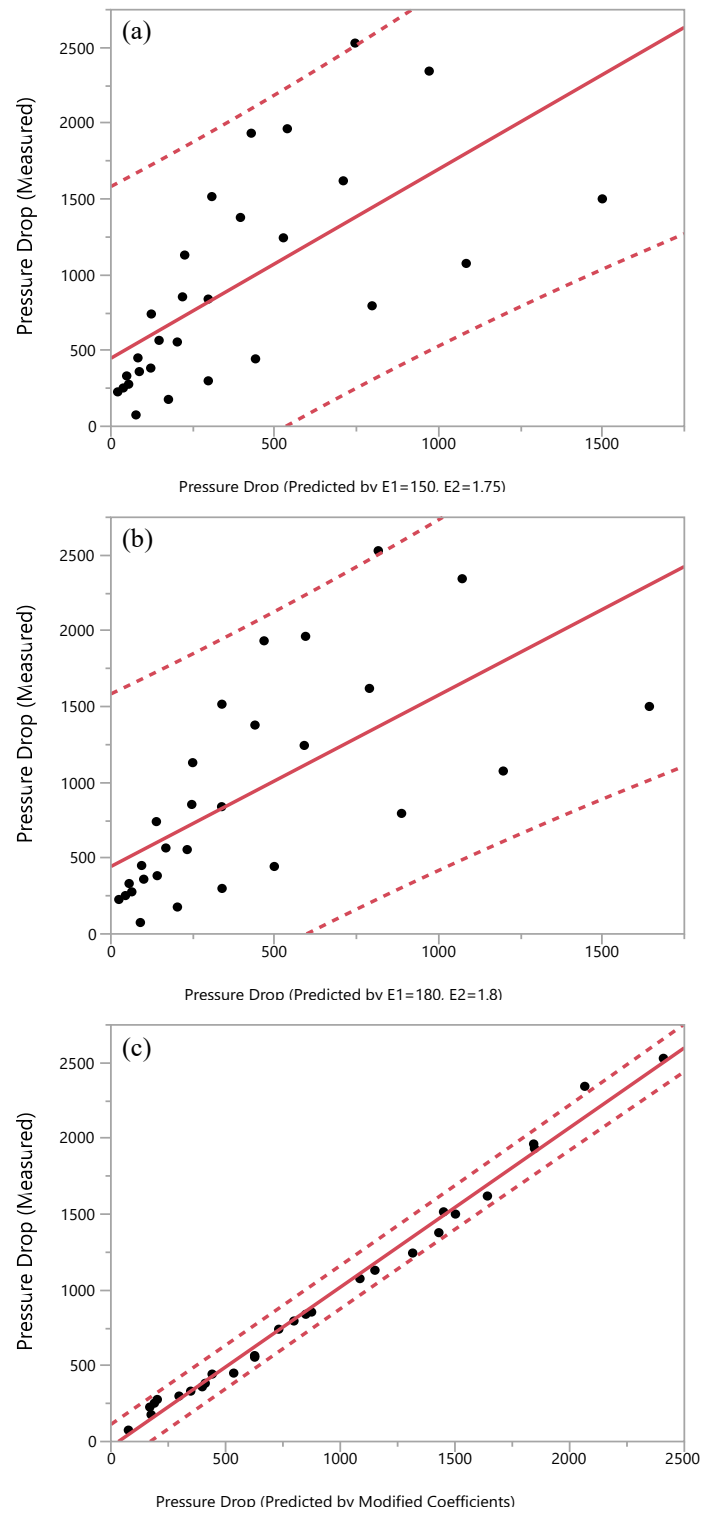 (a)
2500
2000
1500
1000
500
0
Pressure Drop (Measured)
0 500 1000 1500
Pressure Drop (Predicted by E1=150, E2=1.75)
(b)
2500
2000
1500
1000
500
0
Pressure Drop (Measured)
0 500 1000 1500
Pressure Drop (Predicted by E1=180, E2=1.8)
(c)
2500
2000
1500
1000
500
0
Pressure Drop (Measured)
0 500 1000 1500 2000 2500
Pressure Drop (Predicted by Modified Coefficients)